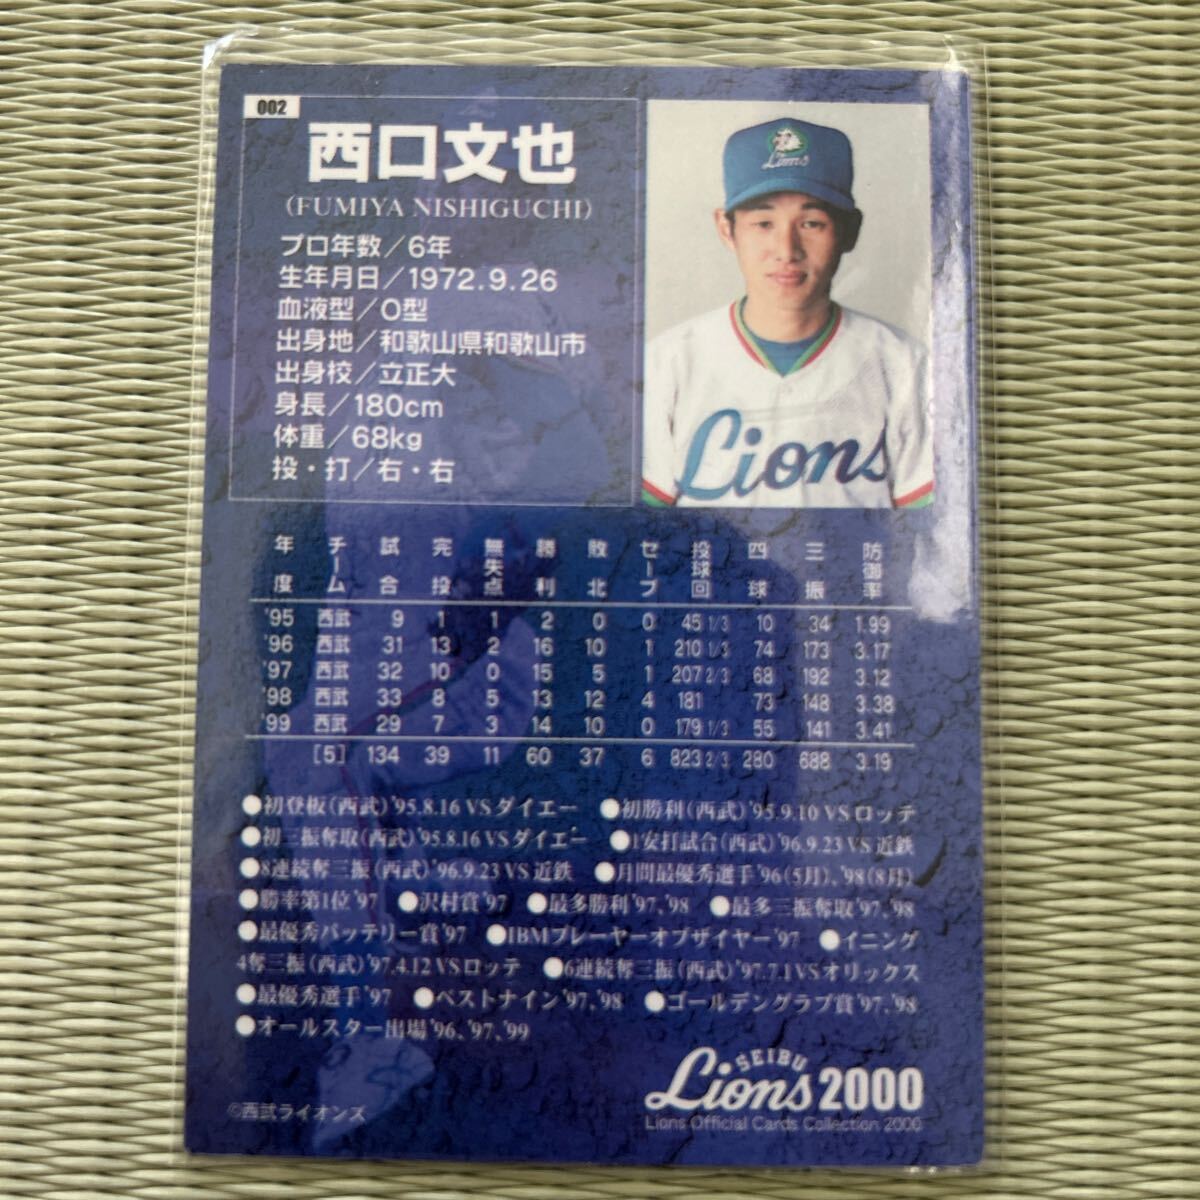 002
西口文也
(FUMIYA NISHIGUCHI)
プロ年数/6年
生年月日/1972.9.26
血液型/O型
出身地/和歌山県和歌山市
出身校/立正大
身長/180cm
体重/68kg
投・打/右・右
Lions
Lions
年度 チーム 試合 完投 無失点 勝利 敗北 セーブ 投球回 四球 三振 防御率
'95 西武 9 1 1 2 0 0 45 1/3 10 34 1.99
'96 西武 31 13 2 16 10 1 210 1/3 74 173 3.17
'97 西武 32 10 0 15 5 1 207 2/3 68 192 3.12
'98 西武 33 8 5 13 12 4 181 73 148 3.38
'99 西武 29 7 3 14 10 0 179 1/3 55 141 3.41
[5] 134 39 11 60 37 6 823 2/3 280 688 3.19
●初登板(西武)'95.8.16 VSダイエー ●初勝利(西武)'95.9.10 VSロッテ
●初三振奪取(西武)'95.8.16 VSダイエー ●1安打試合(西武)'96.9.23 VS近鉄
●8連続奪三振(西武)'96.9.23 VS近鉄 ●月間最優秀選手'96(5月)、'98(8月)
●勝率第1位'97 ●沢村賞'97 ●最多勝利'97、'98 ●最多三振奪取'97、'98
●最優秀バッテリー賞'97 ●IBMプレーヤーオブザイヤー'97 ●イニング
4奪三振(西武)'97.4.12 VSロッテ ●6連続奪三振(西武)'97.7.1 VSオリックス
●最優秀選手'97 ●ベストナイン'97、'98 ●ゴールデングラブ賞'97、'98
●オールスター出場'96、'97、'99
SEIBU
Lions 2000
Lions Official Cards Collection 2000
©西武ライオンズ